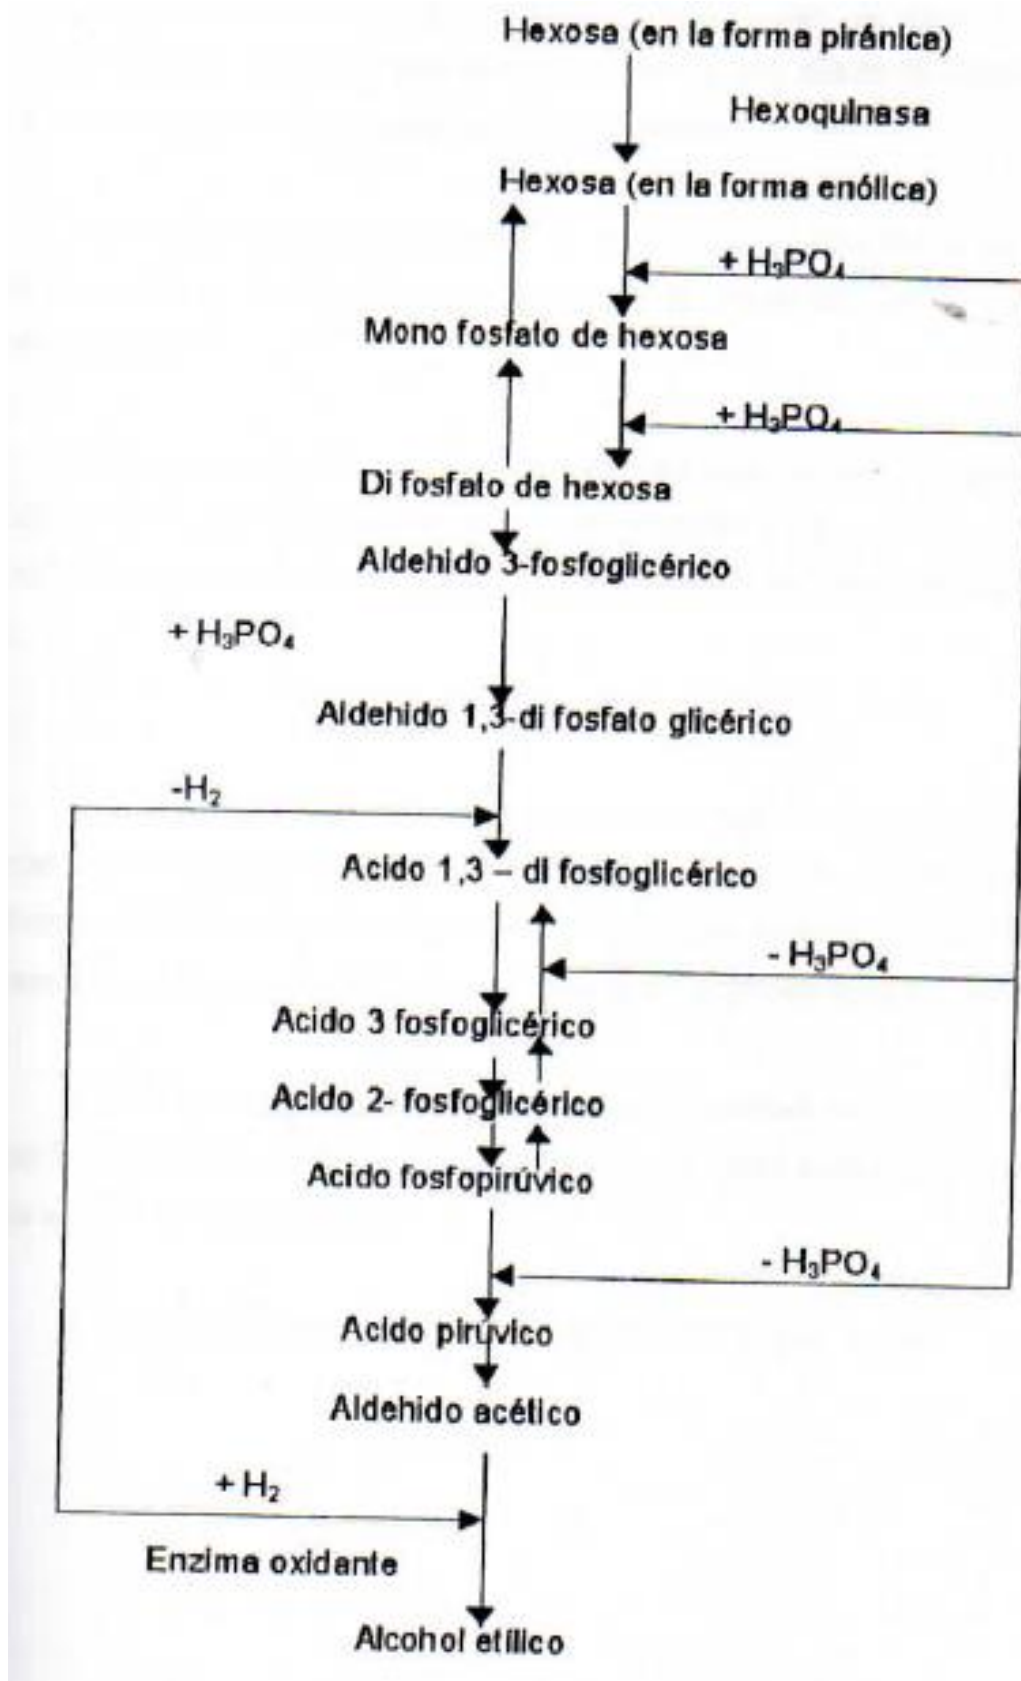 Hexosa (en la forma piránica)
Hexoquinasa
Hexosa (en la forma enólica)
+ H₃PO₄
Mono fosfato de hexosa
+ H₃PO₄
Di fosfato de hexosa
Aldehido 3-fosfoglicérico
+ H₃PO₄
Aldehido 1,3-di fosfato glicérico
-H₂
Acido 1,3 – di fosfoglicérico
- H₃PO₄
Acido 3 fosfoglicérico
Acido 2- fosfoglicérico
Acido fosfopirúvico
- H₃PO₄
Acido pirúvico
Aldehido acético
+ H₂
Enzima oxidante
Alcohol etílico